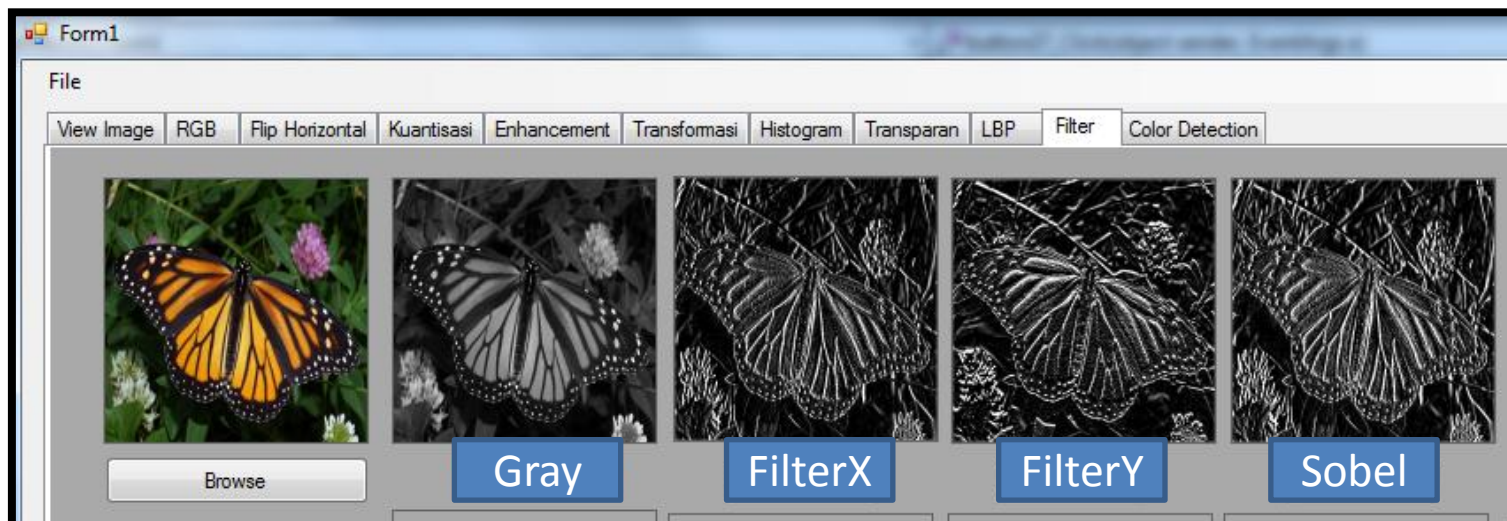 Form1
File
View Image RGB Flip Horizontal Kuantisasi Enhancement Transformasi Histogram Transparan LBP Filter Color Detection
Gray FilterX FilterY Sobel
Browse